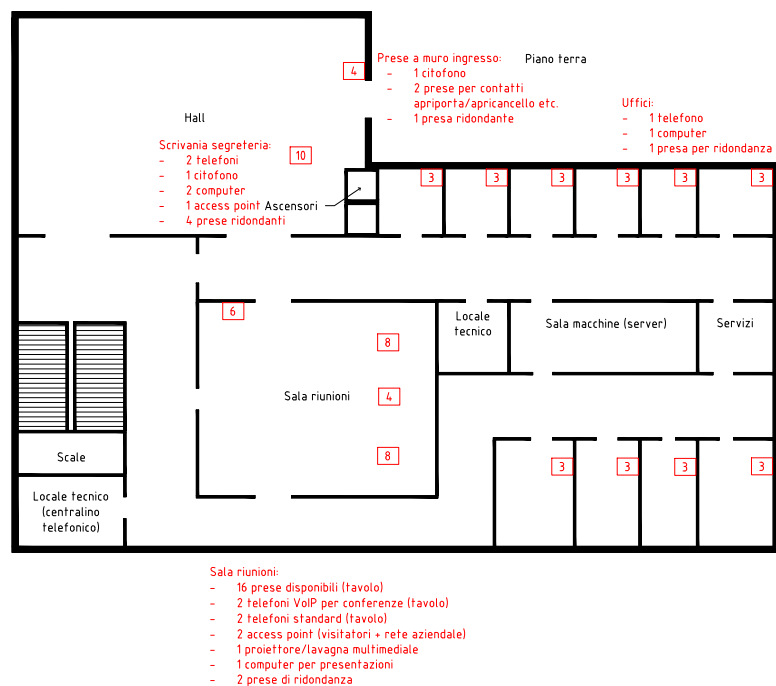 Prese a muro ingresso:
- 1 citofono
- 2 prese per contatti
apriporta/apricancello etc.
- 1 presa ridondante
Piano terra
4
Uffici:
- 1 telefono
- 1 computer
- 1 presa per ridondanza
Hall
Scrivania segreteria:
- 2 telefoni
- 1 citofono
- 2 computer
- 1 access point
- 4 prese ridondanti
10
Ascensori
3
3
3
3
3
3
6
8
4
8
Sala riunioni
Locale
tecnico
Sala macchine (server)
Servizi
Scale
Locale tecnico
(centralino
telefonico)
3
3
3
3
Sala riunioni:
- 16 prese disponibili (tavolo)
- 2 telefoni VoIP per conferenze (tavolo)
- 2 telefoni standard (tavolo)
- 2 access point (visitatori + rete aziendale)
- 1 proiettore/lavagna multimediale
- 1 computer per presentazioni
- 2 prese di ridondanza